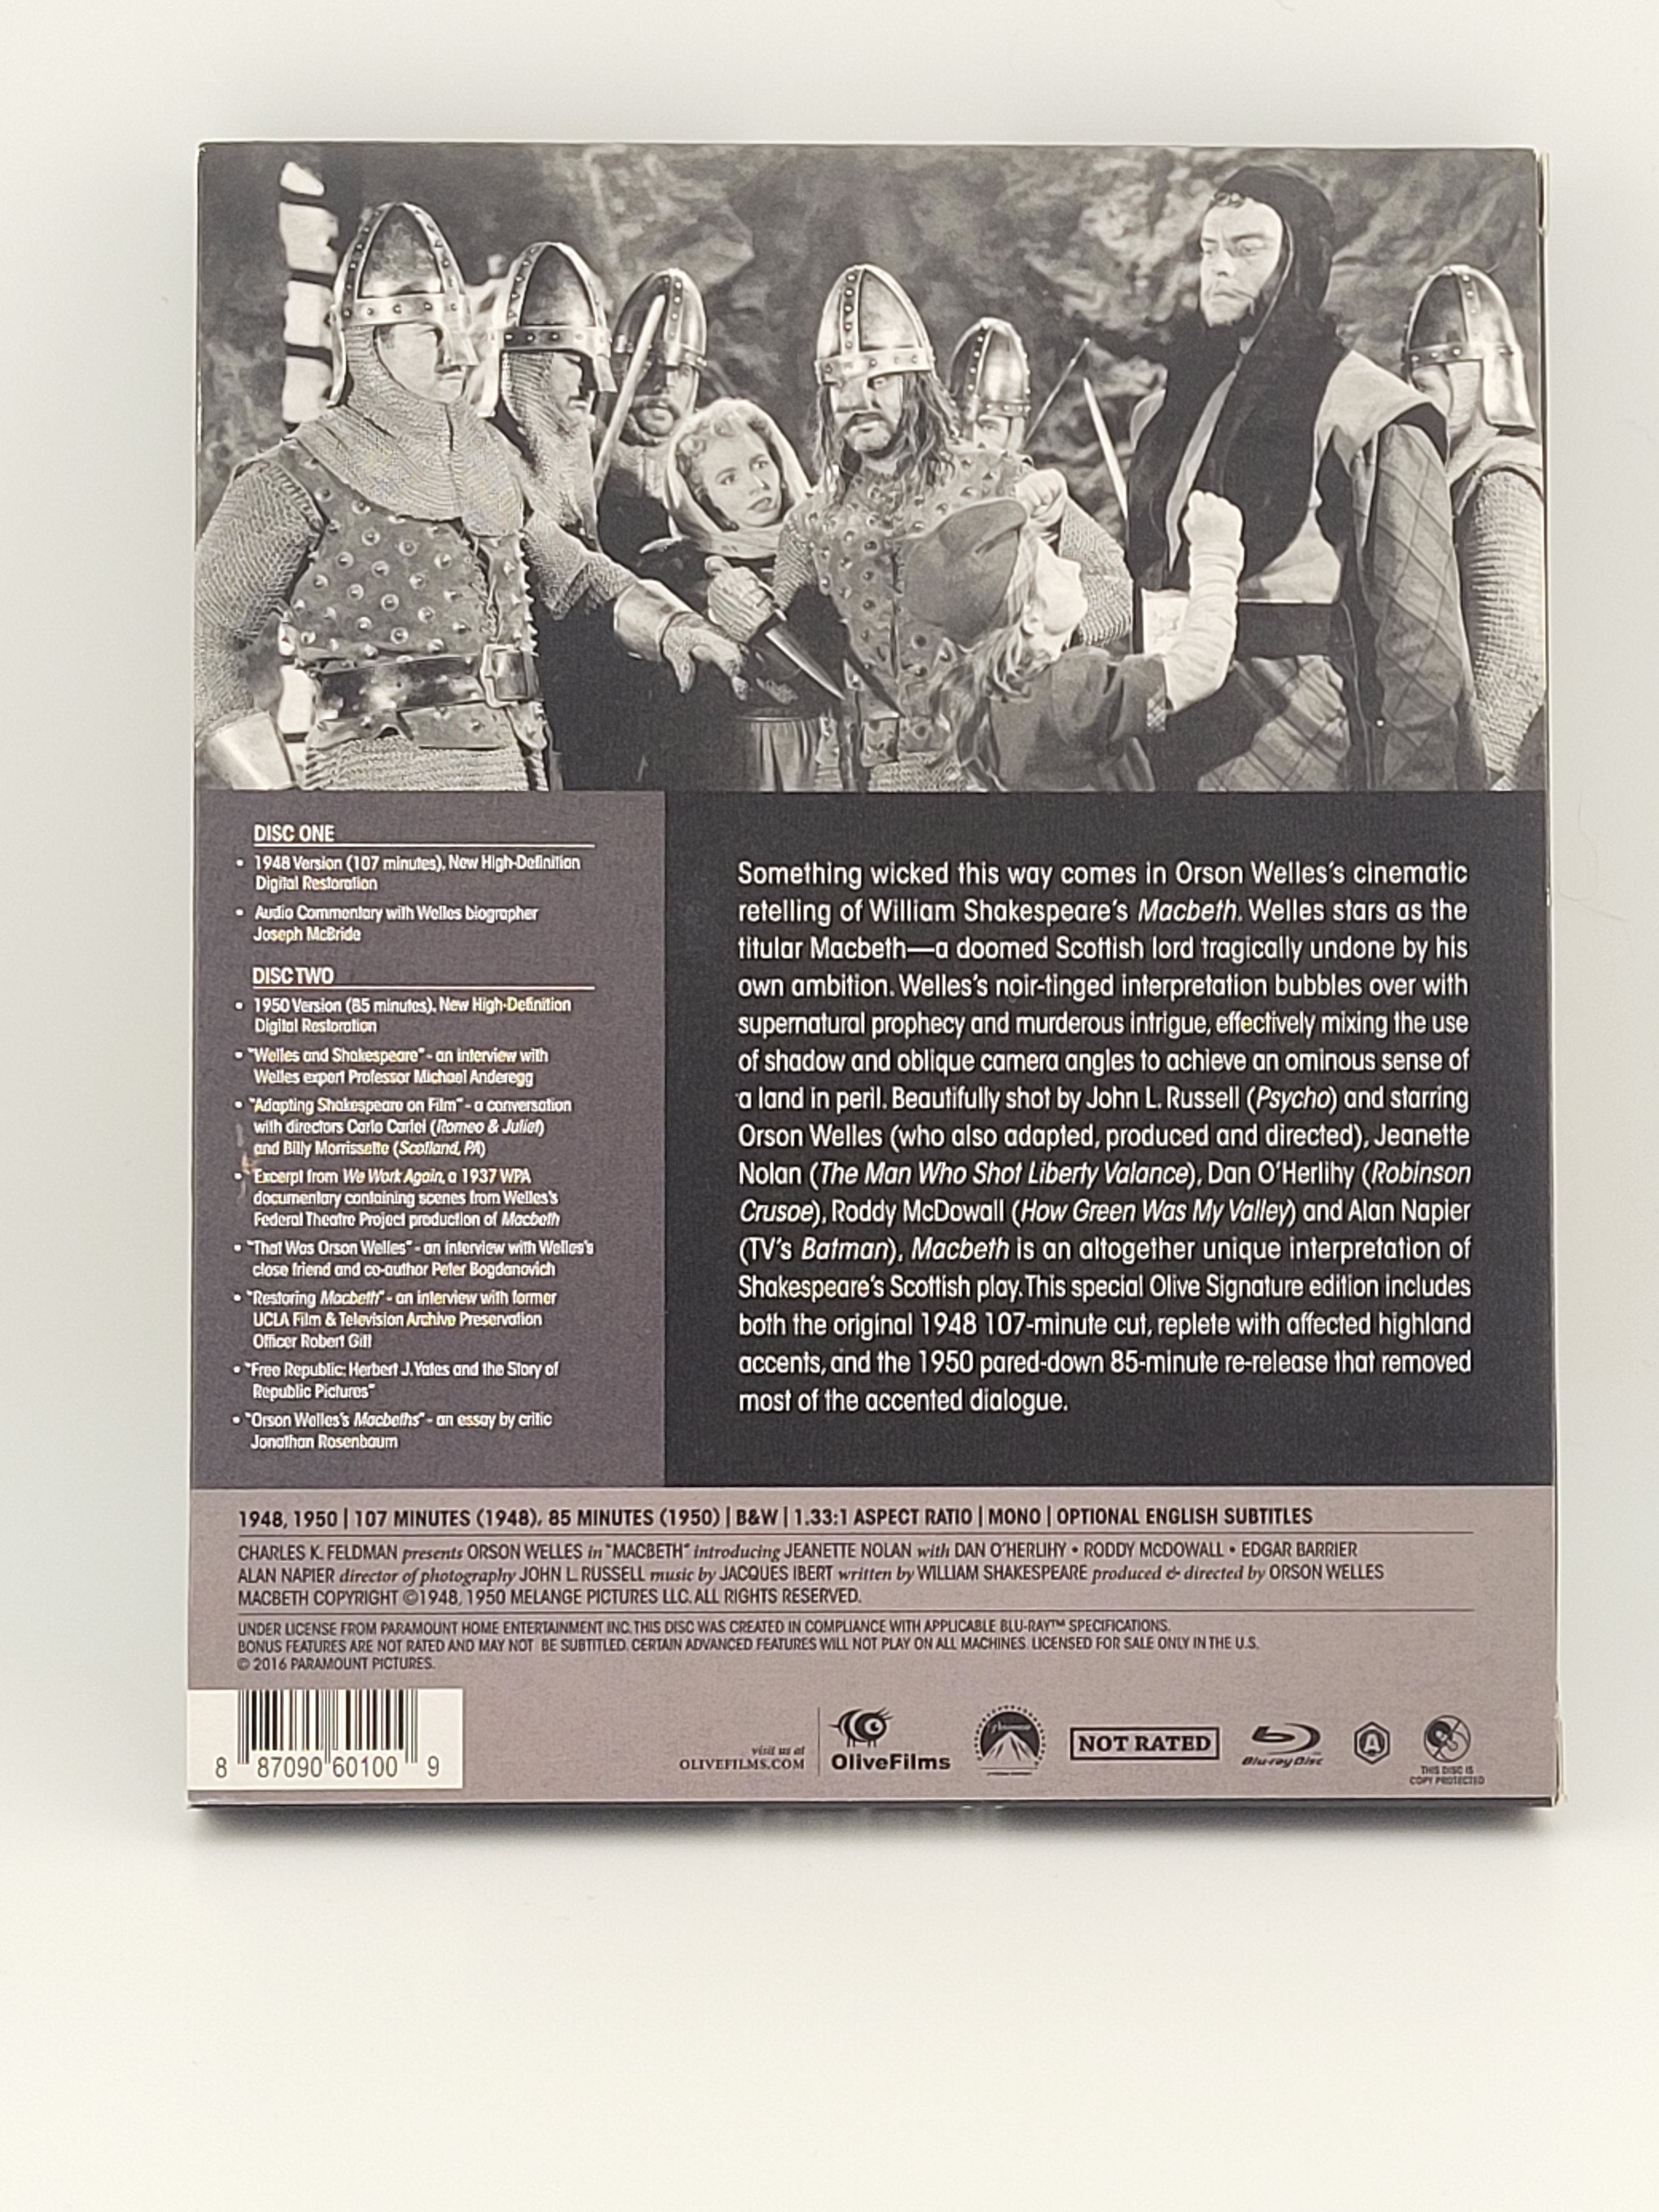 DISC ONE
• 1948 Version (107 minutes), New High-Definition
Digital Restoration
• Audio Commentary with Welles biographer
Joseph McBride
DISC TWO
• 1950 Version (85 minutes), New High-Definition
Digital Restoration
• "Welles and Shakespeare" - an interview with
Welles expert Professor Michael Anderegg
• "Adapting Shakespeare on Film" - a conversation
with directors Carlo Carlei (Romeo & Juliet)
and Billy Morrissette (Scotland, PA)
• Excerpt from We Work Again, a 1937 WPA
documentary containing scenes from Welles's
Federal Theatre Project production of Macbeth
• "That Was Orson Welles" - an interview with Welles's
close friend and co-author Peter Bogdanovich
• "Restoring Macbeth" - an interview with former
UCLA Film & Television Archive Preservation
Officer Robert Gitt
• "Free Republic: Herbert J. Yates and the Story of
Republic Pictures"
• "Orson Welles's Macbeths" - an essay by critic
Jonathan Rosenbaum
Something wicked this way comes in Orson Welles's cinematic
retelling of William Shakespeare's Macbeth. Welles stars as the
titular Macbeth—a doomed Scottish lord tragically undone by his
own ambition. Welles's noir-tinged interpretation bubbles over with
supernatural prophecy and murderous intrigue, effectively mixing the use
of shadow and oblique camera angles to achieve an ominous sense of
a land in peril. Beautifully shot by John L. Russell (Psycho) and starring
Orson Welles (who also adapted, produced and directed), Jeanette
Nolan (The Man Who Shot Liberty Valance), Dan O'Herlihy (Robinson
Crusoe), Roddy McDowall (How Green Was My Valley) and Alan Napier
(TV's Batman), Macbeth is an altogether unique interpretation of
Shakespeare's Scottish play. This special Olive Signature edition includes
both the original 1948 107-minute cut, replete with affected highland
accents, and the 1950 pared-down 85-minute re-release that removed
most of the accented dialogue.
1948, 1950 | 107 MINUTES (1948), 85 MINUTES (1950) | B&W | 1.33:1 ASPECT RATIO | MONO | OPTIONAL ENGLISH SUBTITLES
CHARLES K. FELDMAN presents ORSON WELLES in "MACBETH" introducing JEANETTE NOLAN with DAN O'HERLIHY • RODDY MCDOWALL • EDGAR BARRIER
ALAN NAPIER director of photography JOHN L. RUSSELL music by JACQUES IBERT written by WILLIAM SHAKESPEARE produced & directed by ORSON WELLES
MACBETH COPYRIGHT ©1948, 1950 MELANGE PICTURES LLC. ALL RIGHTS RESERVED.
UNDER LICENSE FROM PARAMOUNT HOME ENTERTAINMENT INC. THIS DISC WAS CREATED IN COMPLIANCE WITH APPLICABLE BLU-RAY™ SPECIFICATIONS.
BONUS FEATURES ARE NOT RATED AND MAY NOT BE SUBTITLED. CERTAIN ADVANCED FEATURES WILL NOT PLAY ON ALL MACHINES. LICENSED FOR SALE ONLY IN THE U.S.
© 2016 PARAMOUNT PICTURES.
8 87090 60100 9
visit us at
OLIVEFILMS.COM
OliveFilms
Paramount
NOT RATED
Blu-ray Disc
A
THIS DISC IS
COPY PROTECTED